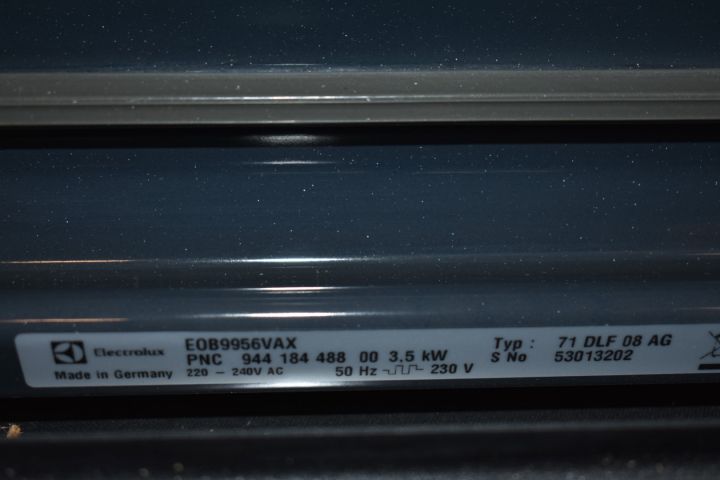 Electrolux EOB9956VAX Typ : 71 DLF 08 AG
PNC 944 184 488 00 3.5 kW S No 53013202
Made in Germany 220 - 240V AC 50 Hz 230 V